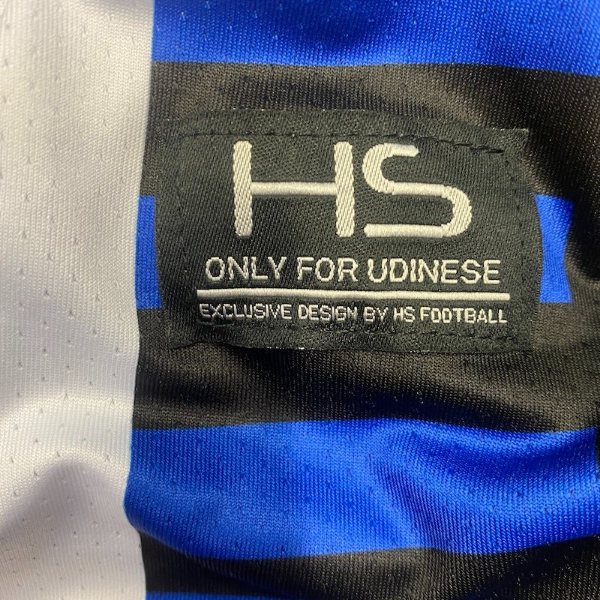 HS
ONLY FOR UDINESE
EXCLUSIVE DESIGN BY HS FOOTBALL